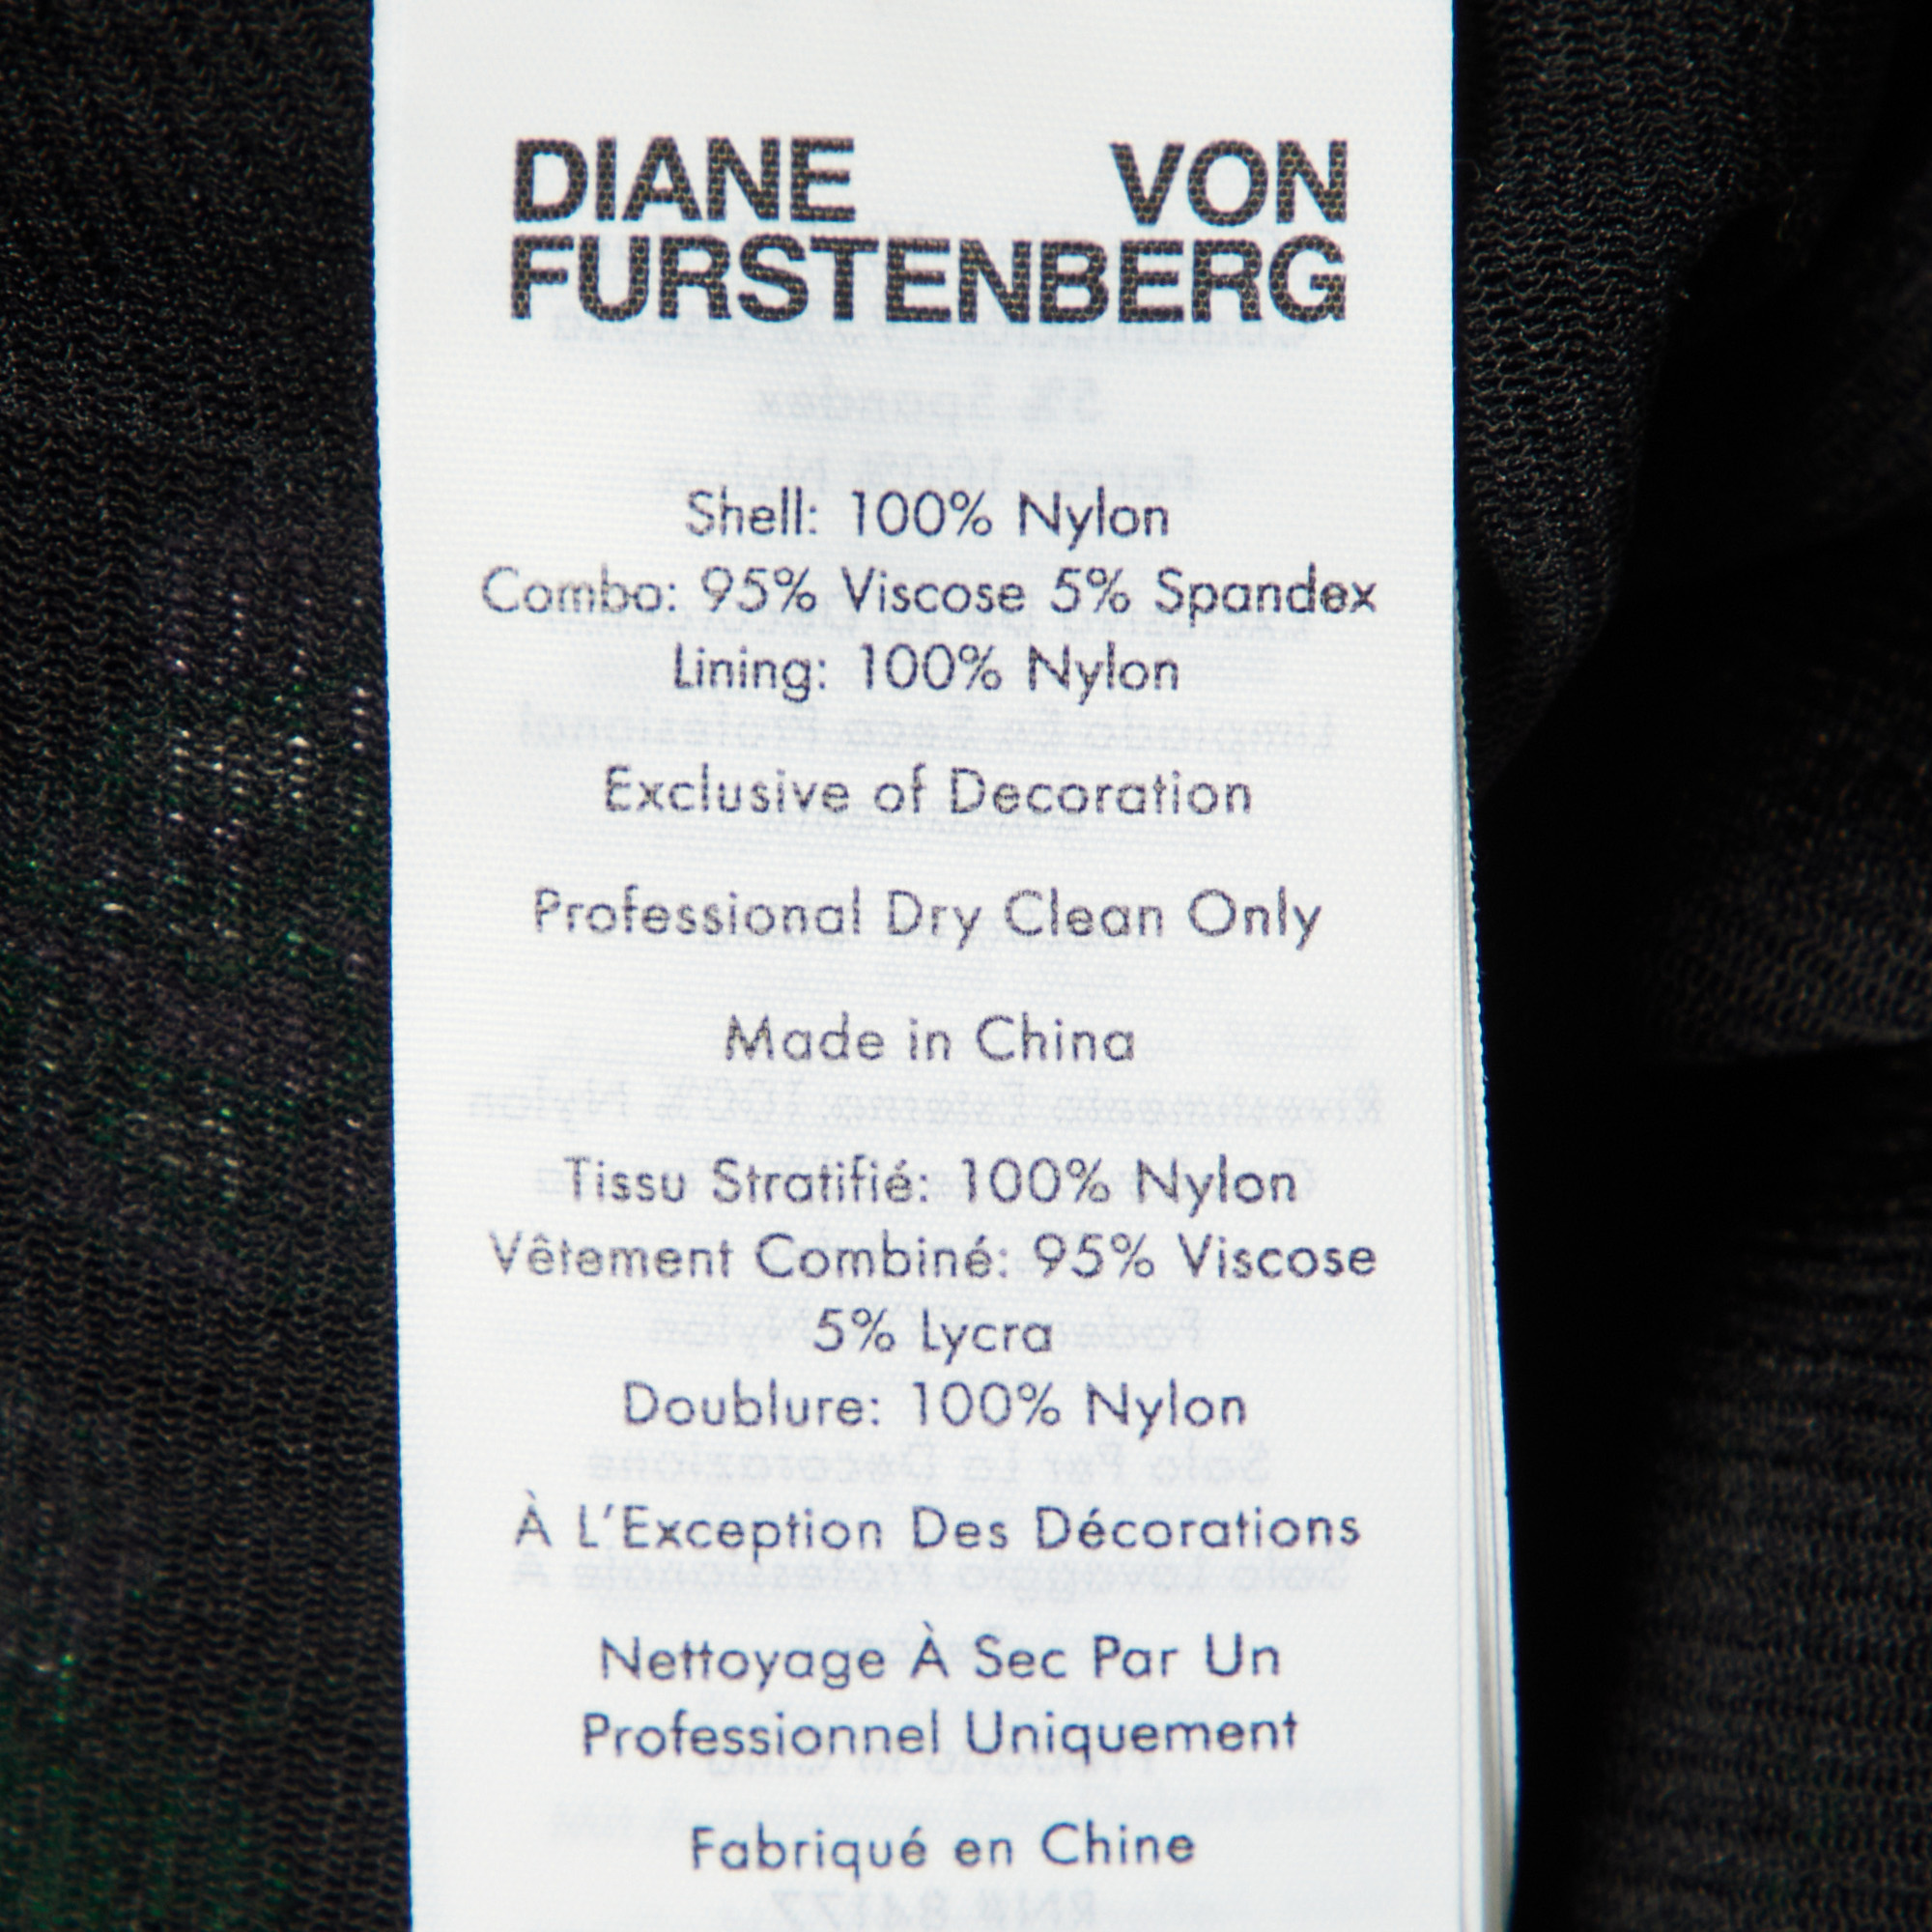 DIANE VON
FURSTENBERG
Shell: 100% Nylon
Combo: 95% Viscose 5% Spandex
Lining: 100% Nylon
Exclusive of Decoration
Professional Dry Clean Only
Made in China
Tissu Stratifié: 100% Nylon
Vêtement Combiné: 95% Viscose
5% Lycra
Doublure: 100% Nylon
À L'Exception Des Décorations
Nettoyage À Sec Par Un
Professionnel Uniquement
Fabriqué en Chine